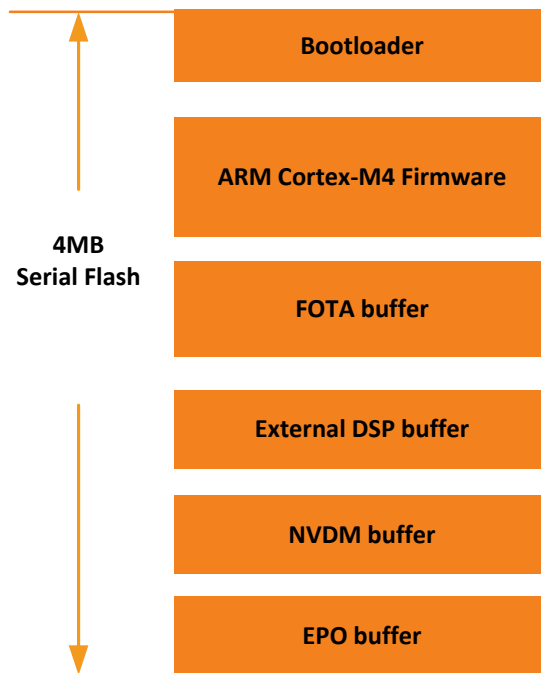 Bootloader
ARM Cortex-M4 Firmware
4MB
Serial Flash
FOTA buffer
External DSP buffer
NVDM buffer
EPO buffer